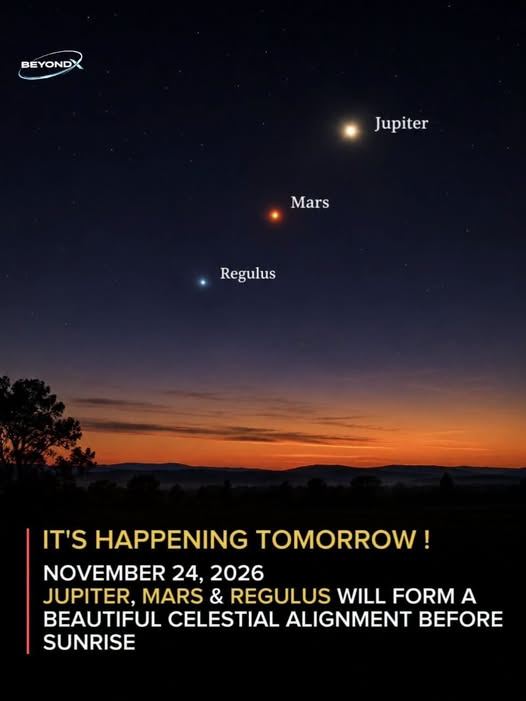 BEYONDX
Jupiter
Mars
Regulus
IT'S HAPPENING TOMORROW !
NOVEMBER 24, 2026
JUPITER, MARS & REGULUS WILL FORM A
BEAUTIFUL CELESTIAL ALIGNMENT BEFORE
SUNRISE